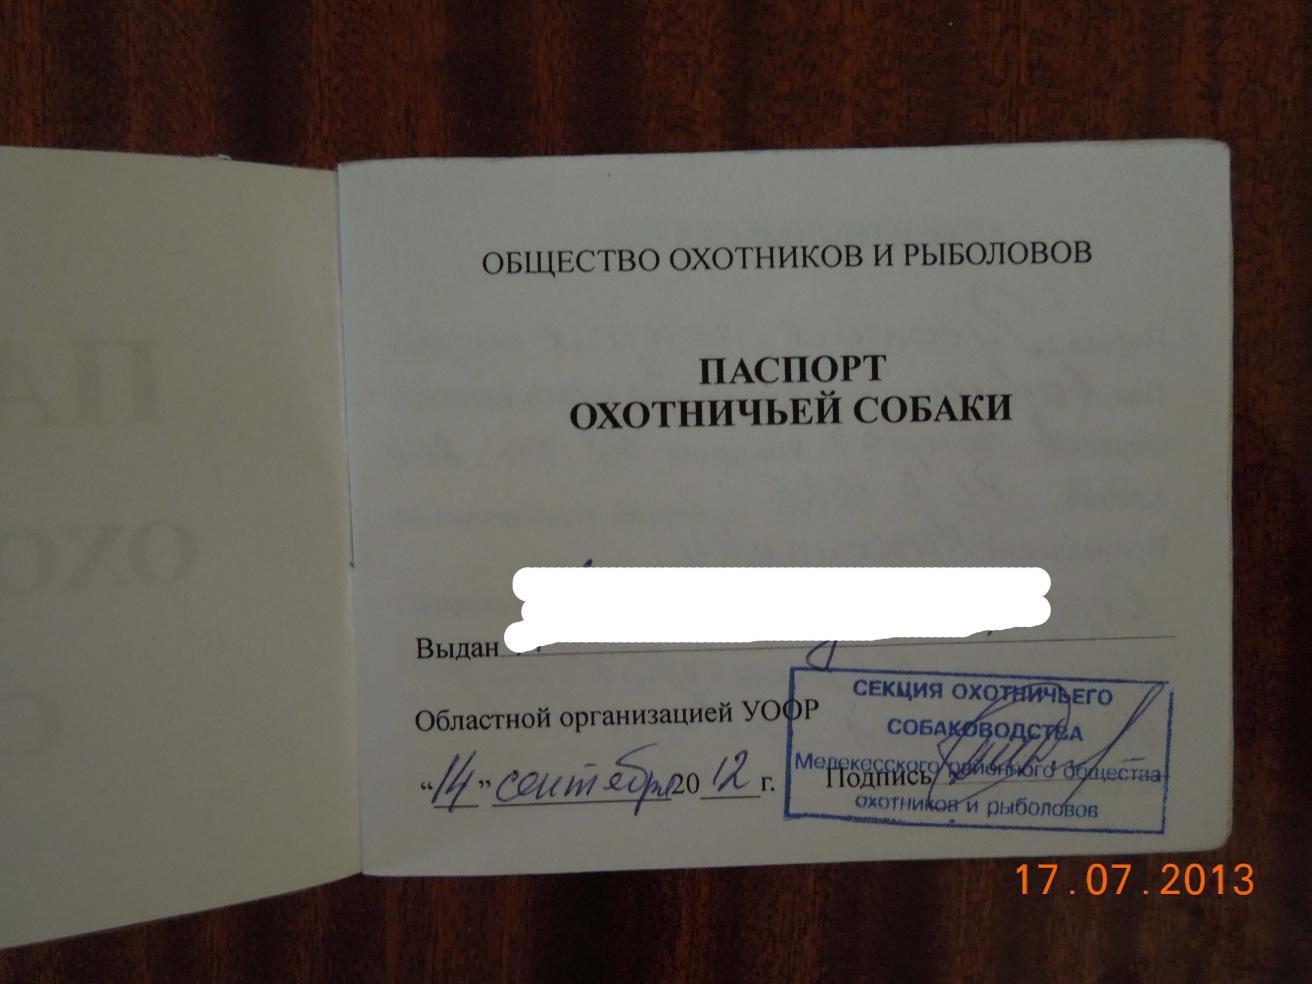 ОБЩЕСТВО ОХОТНИКОВ И РЫБОЛОВОВ
ПАСПОРТ
ОХОТНИЧЬЕЙ СОБАКИ
Выдан
Областной организацией УООР
“14” сентября 2012 г. Подпись
СЕКЦИЯ ОХОТНИЧЬЕГО
СОБАКОВОДСТВА
Мелекесского районного общества
охотников и рыболовов
17.07.2013